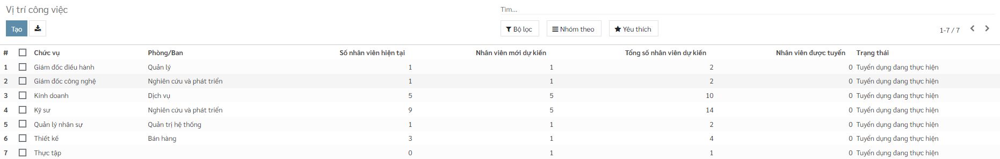 Vị trí công việc
Tìm...
Tạo
Bộ lọc Nhóm theo Yêu thích 1-7 / 7
# Chức vụ Phòng/Ban Số nhân viên hiện tại Nhân viên mới dự kiến Tổng số nhân viên dự kiến Nhân viên được tuyển Trạng thái
1 Giám đốc điều hành Quản lý 1 1 2 0 Tuyển dụng đang thực hiện
2 Giám đốc công nghệ Nghiên cứu và phát triển 1 1 2 0 Tuyển dụng đang thực hiện
3 Kinh doanh Dịch vụ 5 5 10 0 Tuyển dụng đang thực hiện
4 Kỹ sư Nghiên cứu và phát triển 9 5 14 0 Tuyển dụng đang thực hiện
5 Quản lý nhân sự Quản trị hệ thống 1 1 2 0 Tuyển dụng đang thực hiện
6 Thiết kế Bán hàng 3 1 4 0 Tuyển dụng đang thực hiện
7 Thực tập 0 1 1 0 Tuyển dụng đang thực hiện